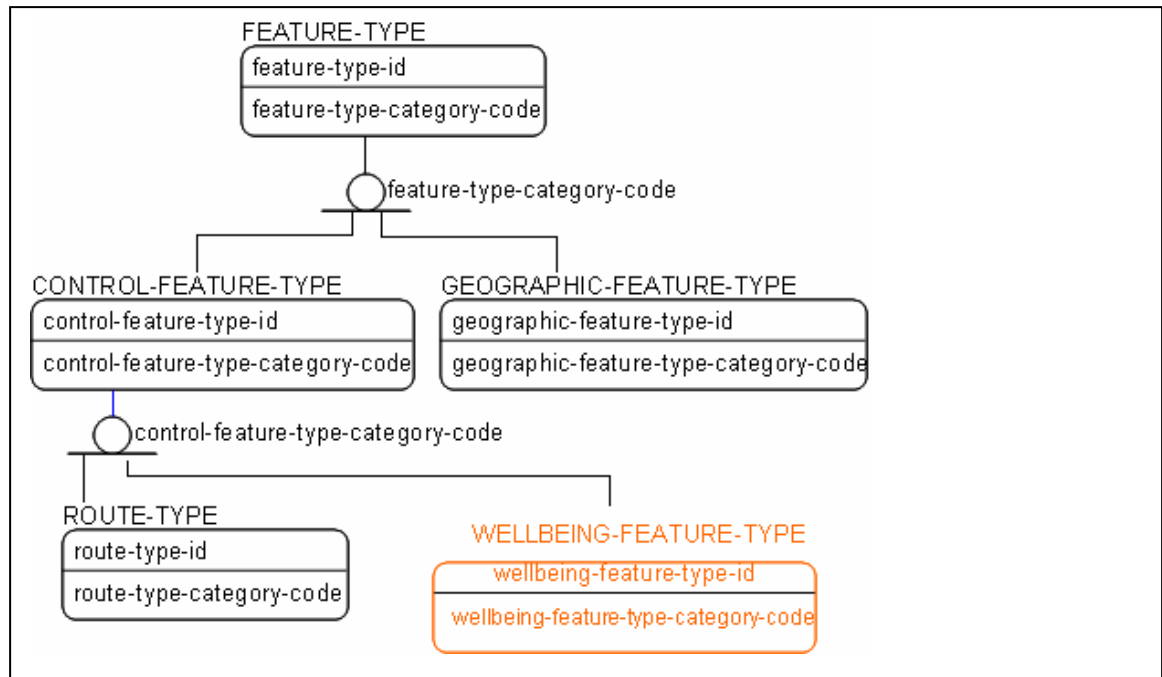 FEATURE-TYPE
feature-type-id
feature-type-category-code
feature-type-category-code
CONTROL-FEATURE-TYPE
control-feature-type-id
control-feature-type-category-code
GEOGRAPHIC-FEATURE-TYPE
geographic-feature-type-id
geographic-feature-type-category-code
control-feature-type-category-code
ROUTE-TYPE
route-type-id
route-type-category-code
WELLBEING-FEATURE-TYPE
wellbeing-feature-type-id
wellbeing-feature-type-category-code